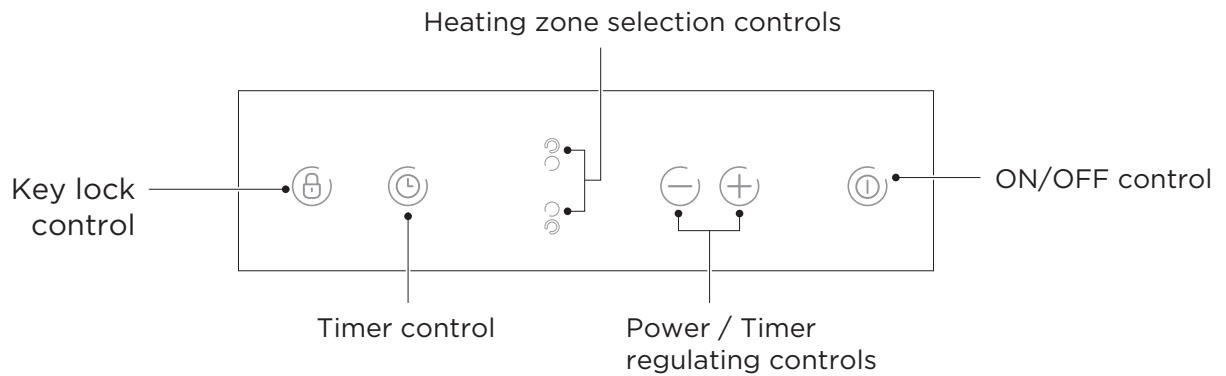 Heating zone selection controls
Key lock
control
ON/OFF control
Timer control
Power / Timer
regulating controls